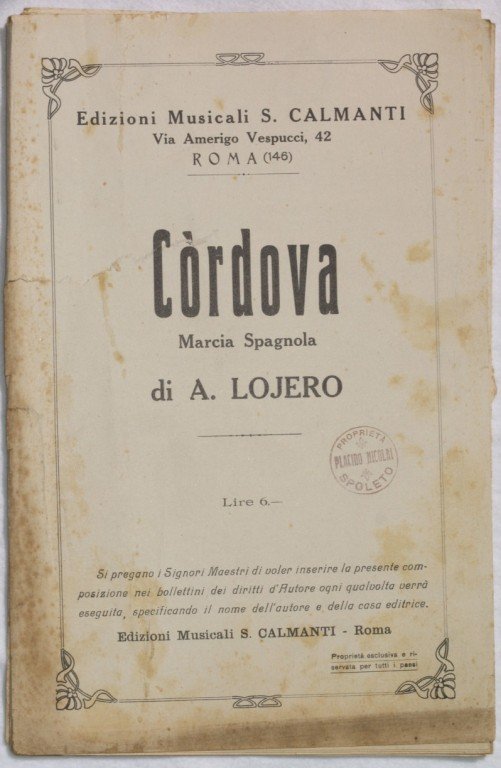 Edizioni Musicali S. CALMANTI
Via Amerigo Vespucci, 42
ROMA (146)
Còrdova
Marcia Spagnola
di A. LOJERO
PROPRIETÀ
PLACIDO NICOLAI
SPOLETO
Lire 6.—
Si pregano i Signori Maestri di voler inserire la presente com-
posizione nei bollettini dei diritti d'Autore ogni qualvolta verrà
eseguita, specificando il nome dell'autore e della casa editrice.
Edizioni Musicali S. CALMANTI - Roma
Proprietà esclusiva e ri-
servata per tutti i paesi